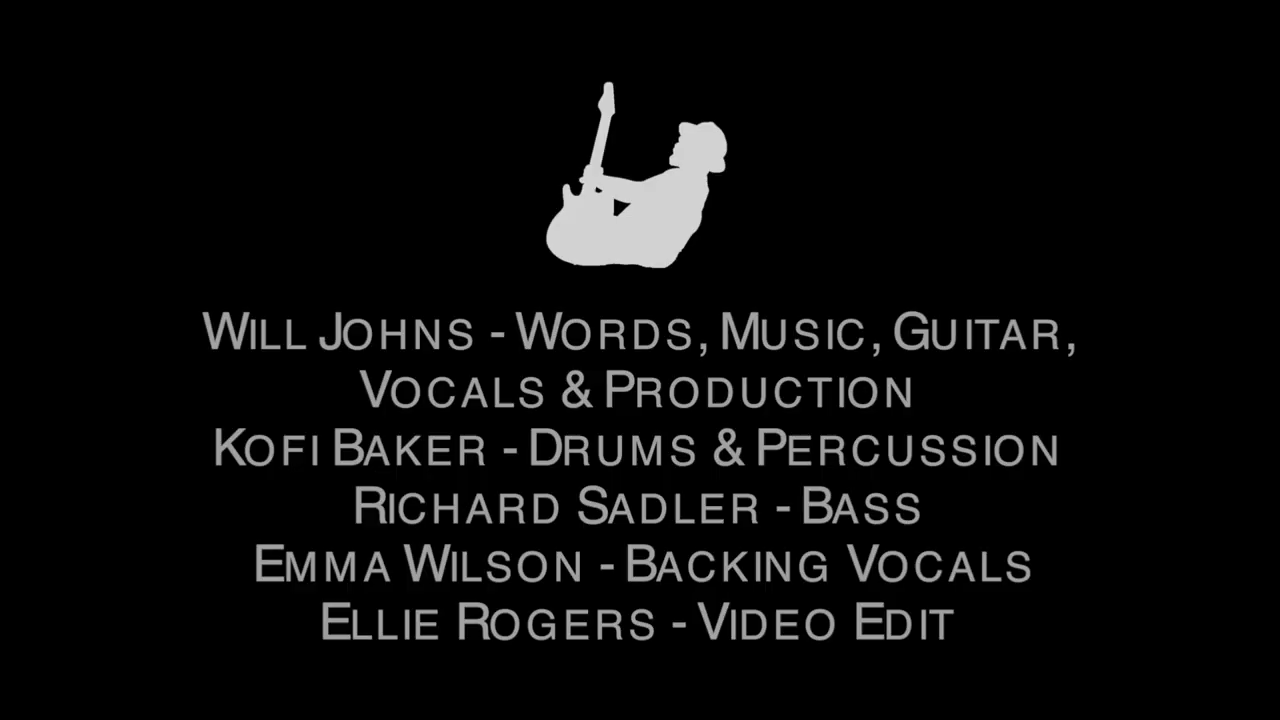 WILL JOHNS - WORDS, MUSIC, GUITAR,
VOCALS & PRODUCTION
KOFI BAKER - DRUMS & PERCUSSION
RICHARD SADLER - BASS
EMMA WILSON - BACKING VOCALS
ELLIE ROGERS - VIDEO EDIT